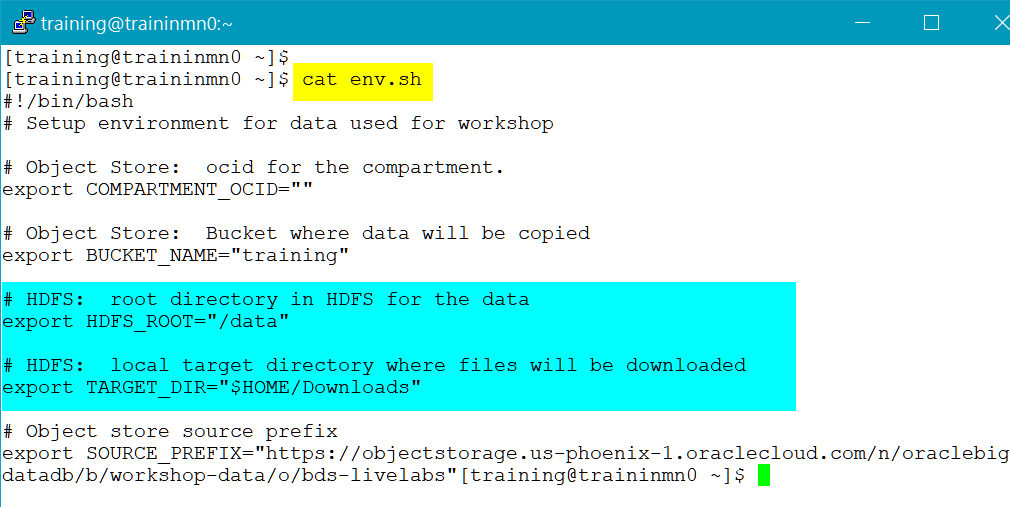 training@traininmn0:~
[training@traininmn0 ~]$
[training@traininmn0 ~]$ cat env.sh
#!/bin/bash
# Setup environment for data used for workshop
# Object Store:  ocid for the compartment.
export COMPARTMENT_OCID=""
# Object Store:  Bucket where data will be copied
export BUCKET_NAME="training"
# HDFS:  root directory in HDFS for the data
export HDFS_ROOT="/data"
# HDFS:  local target directory where files will be downloaded
export TARGET_DIR="$HOME/Downloads"
# Object store source prefix
export SOURCE_PREFIX="https://objectstorage.us-phoenix-1.oraclecloud.com/n/oraclebig
datadb/b/workshop-data/o/bds-livelabs"[training@traininmn0 ~]$